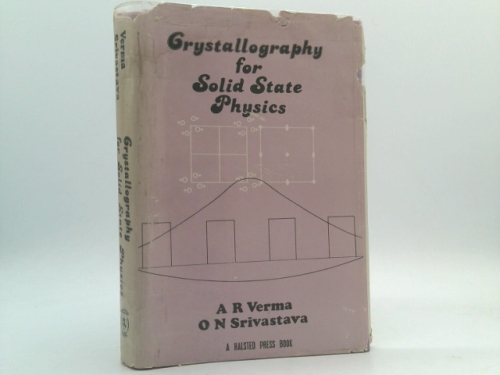 Crystallography
for
Solid State
Physics
A R Verma
O N Srivastava
A HALSTED PRESS BOOK
Verma
Srivastava
Crystallography
for Solid State Physics